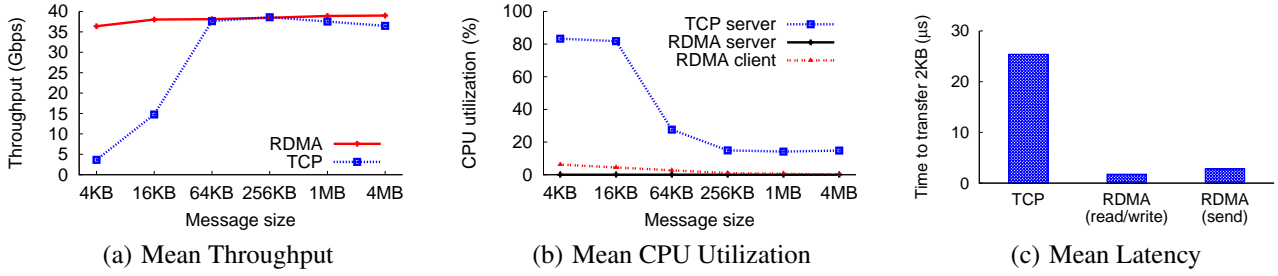 Throughput (Gbps)
40
35
30
25
20
15
10
5
0
4KB 16KB 64KB 256KB 1MB 4MB
Message size
RDMA
TCP
(a) Mean Throughput
CPU utilization (%)
100
80
60
40
20
0
4KB 16KB 64KB 256KB 1MB 4MB
Message size
TCP server
RDMA server
RDMA client
(b) Mean CPU Utilization
Time to transfer 2KB (μs)
30
20
10
0
TCP RDMA RDMA
(read/write) (send)
(c) Mean Latency